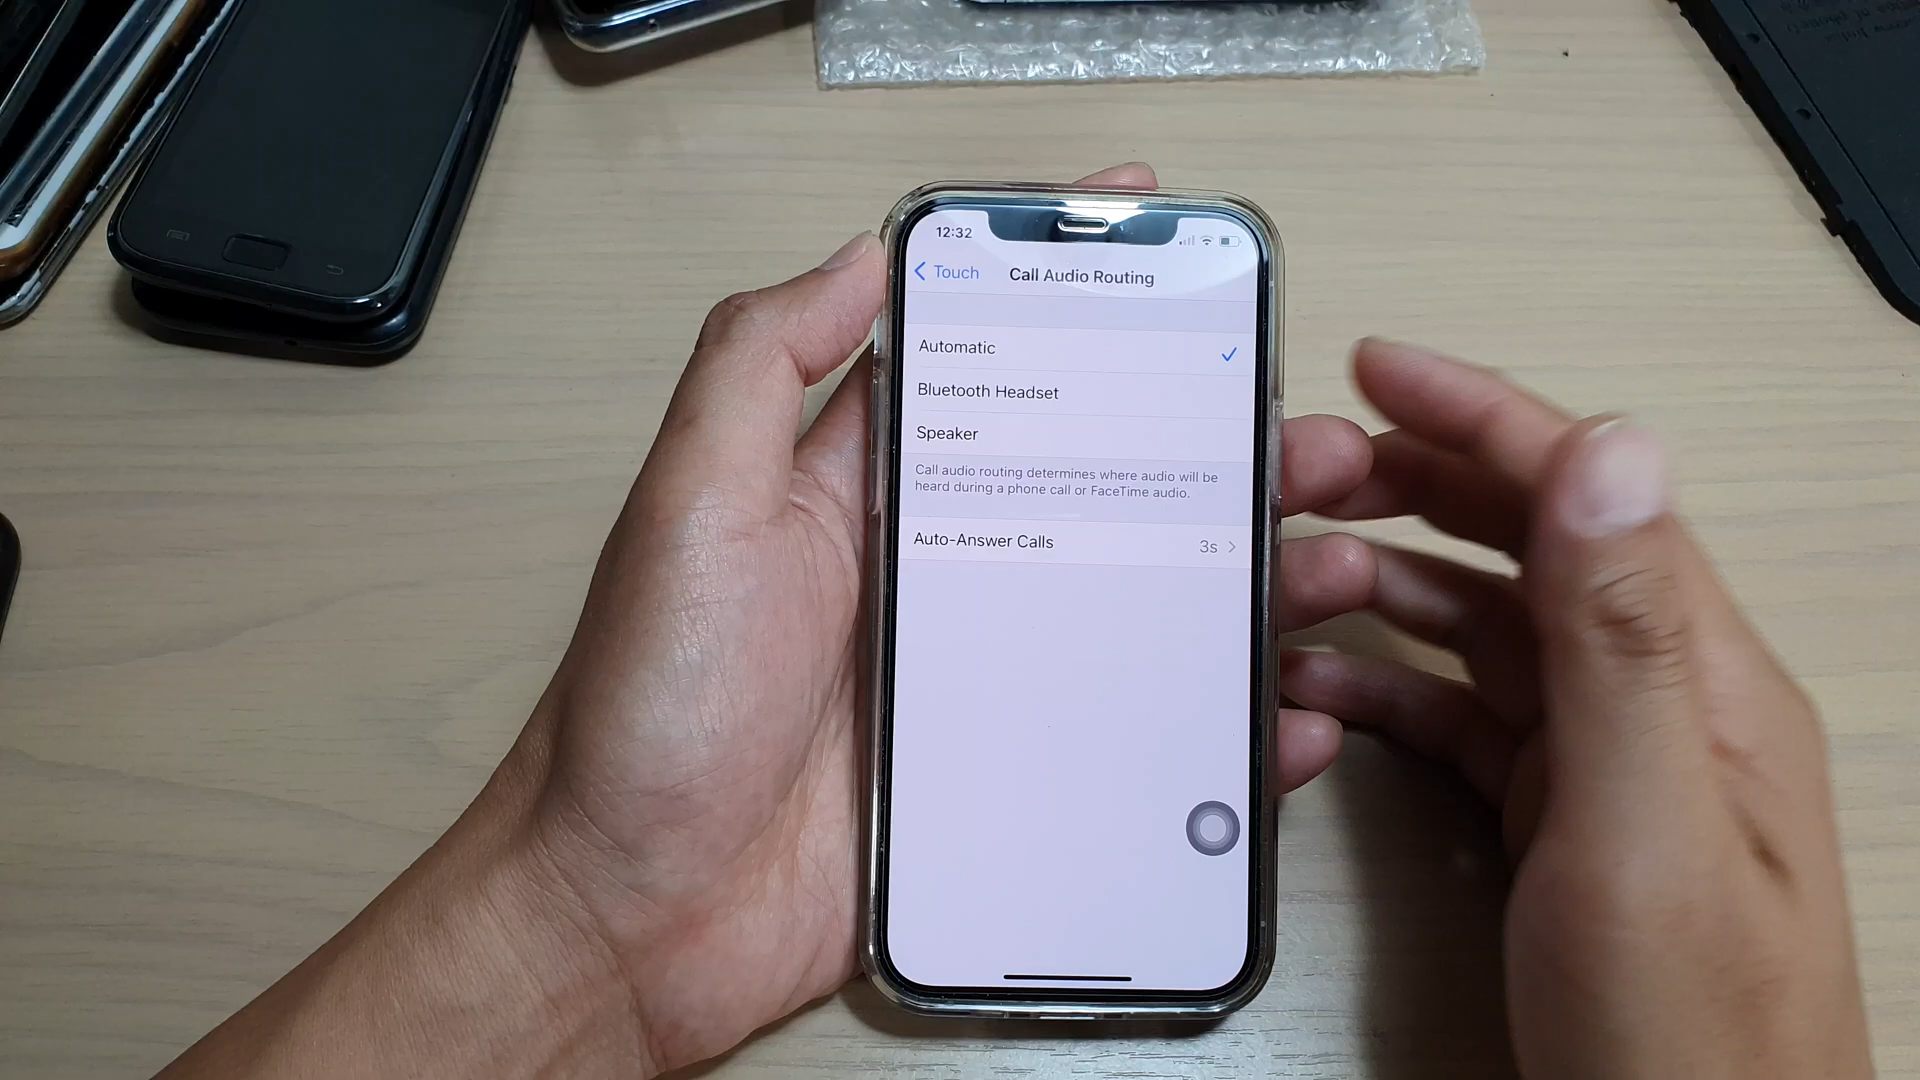 12:32
Touch
Call Audio Routing
Automatic
Bluetooth Headset
Speaker
Call audio routing determines where audio will be
heard during a phone call or FaceTime audio.
Auto-Answer Calls 3s